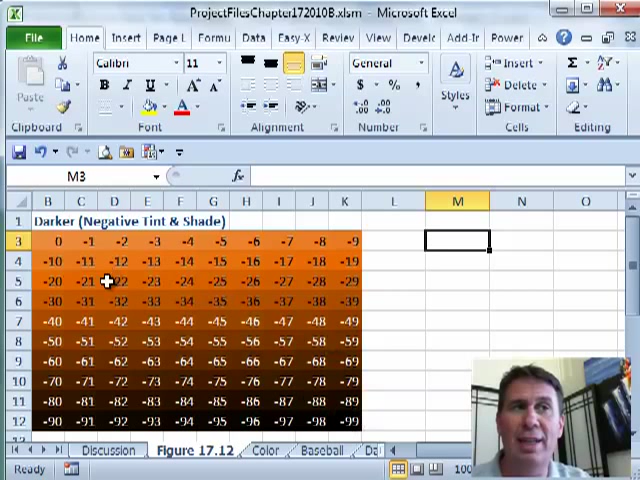 ProjectFilesChapter172010B.xlsm - Microsoft Excel
File Home Insert Page L Formu Data Review View Develc Add-Ir Power
Calibri 11 General Insert Σ
Paste B I U A A $ % , Styles Delete
A Format
Clipboard Font Alignment Number Cells Editing
M3 fx
B C D E F G H I J K L M N O
1 Darker (Negative Tint & Shade)
3 0 -1 -2 -3 -4 -5 -6 -7 -8 -9
4 -10 -11 -12 -13 -14 -15 -16 -17 -18 -19
5 -20 -21 22 -23 -24 -25 -26 -27 -28 -29
6 -30 -31 -32 -33 -34 -35 -36 -37 -38 -39
7 -40 -41 -42 -43 -44 -45 -46 -47 -48 -49
8 -50 -51 -52 -53 -54 -55 -56 -57 -58 -59
9 -60 -61 -62 -63 -64 -65 -66 -67 -68 -69
10 -70 -71 -72 -73 -74 -75 -76 -77 -78 -79
11 -80 -81 -82 -83 -84 -85 -86 -87 -88 -89
12 -90 -91 -92 -93 -94 -95 -96 -97 -98 -99
Discussion Figure 17.12 Color Baseball Da
Ready 100